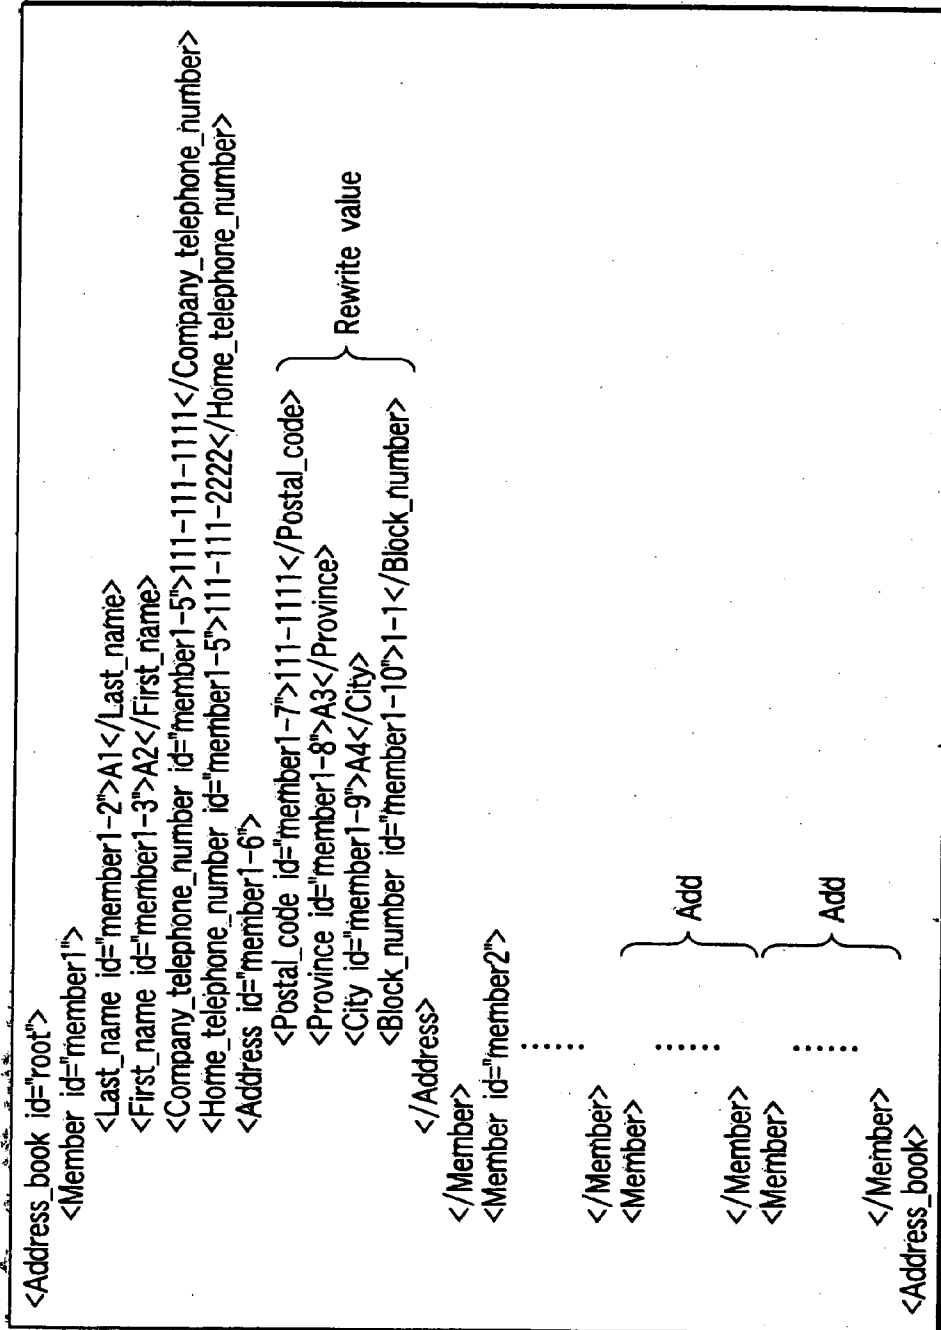 <Address_book id="root">
<Member id="member1">
<Last_name id="member1-2">A1</Last_name>
<First_name id="member1-3">A2</First_name>
<Company_telephone_number id="member1-5">111-111-1111</Company_telephone_number>
<Home_telephone_number id="member1-5">111-111-2222</Home_telephone_number>
<Address id="member1-6">
<Postal_code id="member1-7">111-1111</Postal_code>
<Province id="member1-8">A3</Province>
<City id="member1-9">A4</City>
<Block_number id="member1-10">1-1</Block_number>
Rewrite value
</Address>
</Member>
<Member id="member2">
......
</Member>
<Member>
...... Add
</Member>
<Member>
...... Add
</Member>
<Address_book>